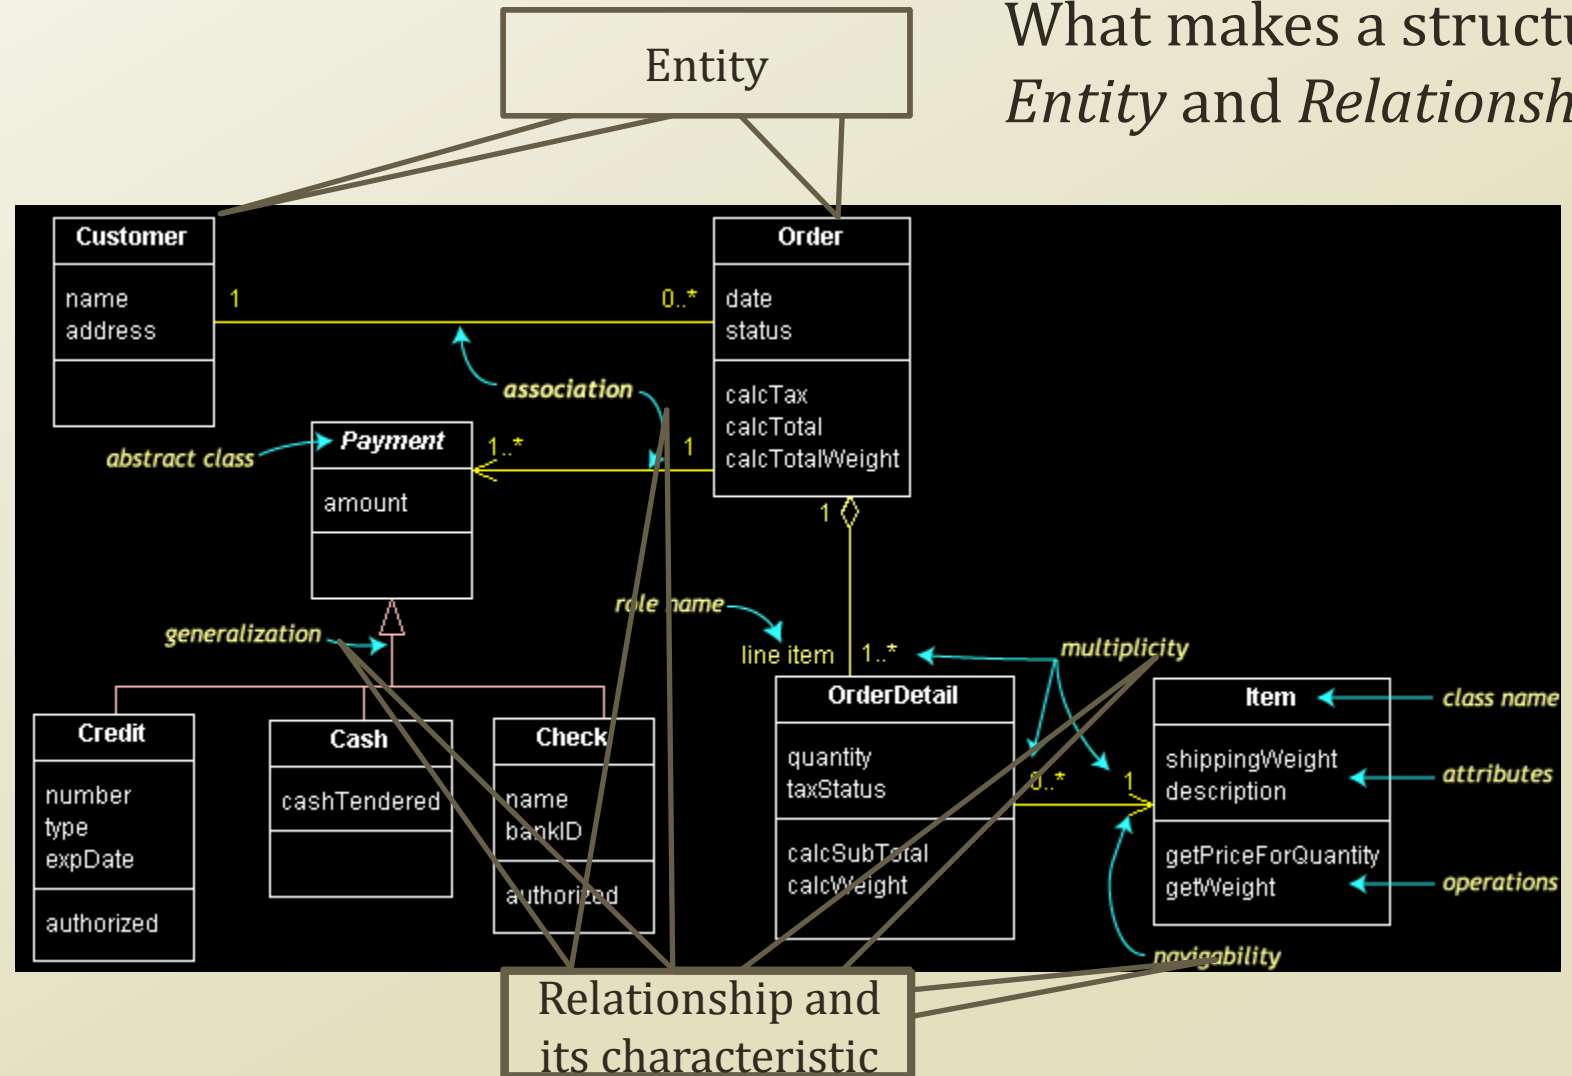 What makes a structu
Entity and Relationsh
Entity
Customer
name
address
1
0..*
Order
date
status
calcTax
calcTotal
calcTotalWeight
association
abstract class
Payment
amount
1..*
1
1
generalization
role name
line item
1..*
multiplicity
Credit
number
type
expDate
authorized
Cash
cashTendered
Check
name
bankID
authorized
OrderDetail
quantity
taxStatus
calcSubTotal
calcWeight
0..*
1
Item
shippingWeight
description
getPriceForQuantity
getWeight
class name
attributes
operations
navigability
Relationship and
its characteristic